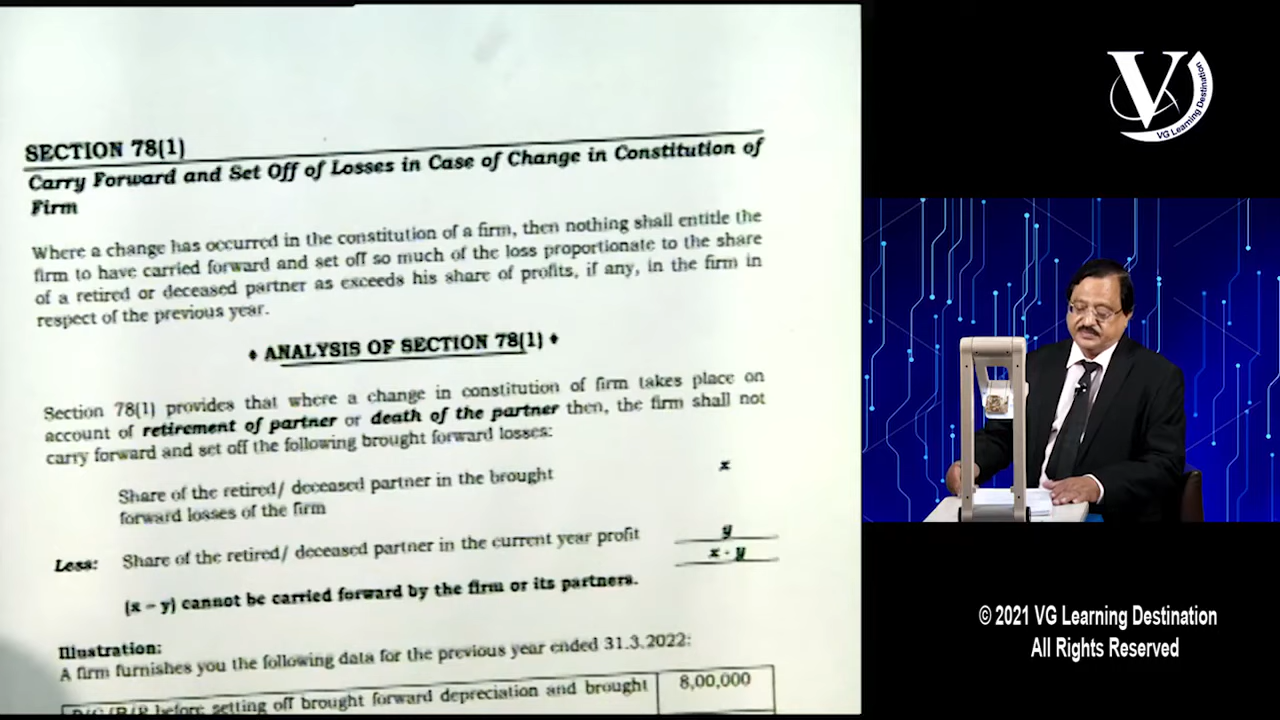 SECTION 78(1)
Carry Forward and Set Off of Losses in Case of Change in Constitution of
Firm
Where a change has occurred in the constitution of a firm, then nothing shall entitle the
firm to have carried forward and set off so much of the loss proportionate to the share
of a retired or deceased partner as exceeds his share of profits, if any, in the firm in
respect of the previous year.
♦ ANALYSIS OF SECTION 78(1) ♦
Section 78(1) provides that where a change in constitution of firm takes place on
account of retirement of partner or death of the partner then, the firm shall not
carry forward and set off the following brought forward losses:
Share of the retired/ deceased partner in the brought x
forward losses of the firm
Less: Share of the retired/ deceased partner in the current year profit y
x - y
(x – y) cannot be carried forward by the firm or its partners.
Illustration:
A firm furnishes you the following data for the previous year ended 31.3.2022:
before setting off brought forward depreciation and brought 8,00,000
V
VG Learning Destination
© 2021 VG Learning Destination
All Rights Reserved